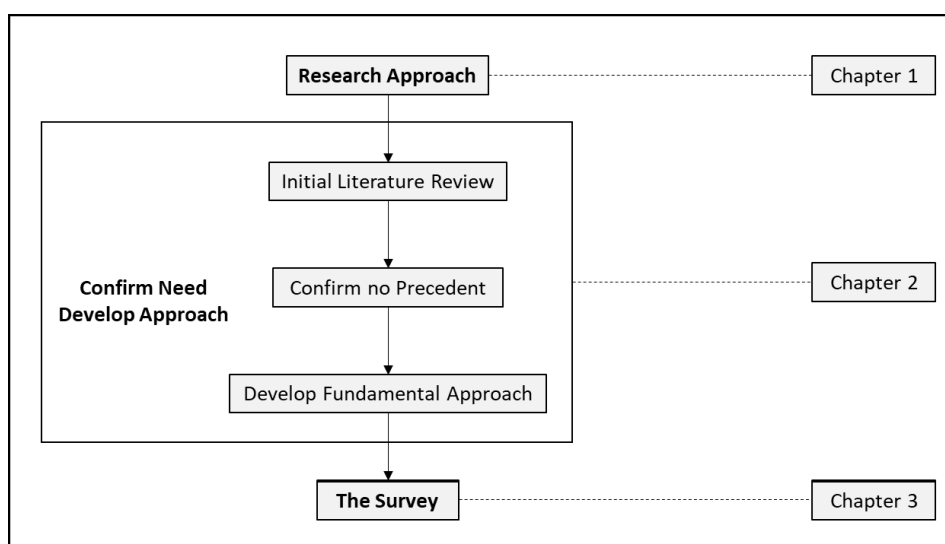 Research Approach
Chapter 1
Initial Literature Review
Confirm Need
Develop Approach
Confirm no Precedent
Chapter 2
Develop Fundamental Approach
The Survey
Chapter 3